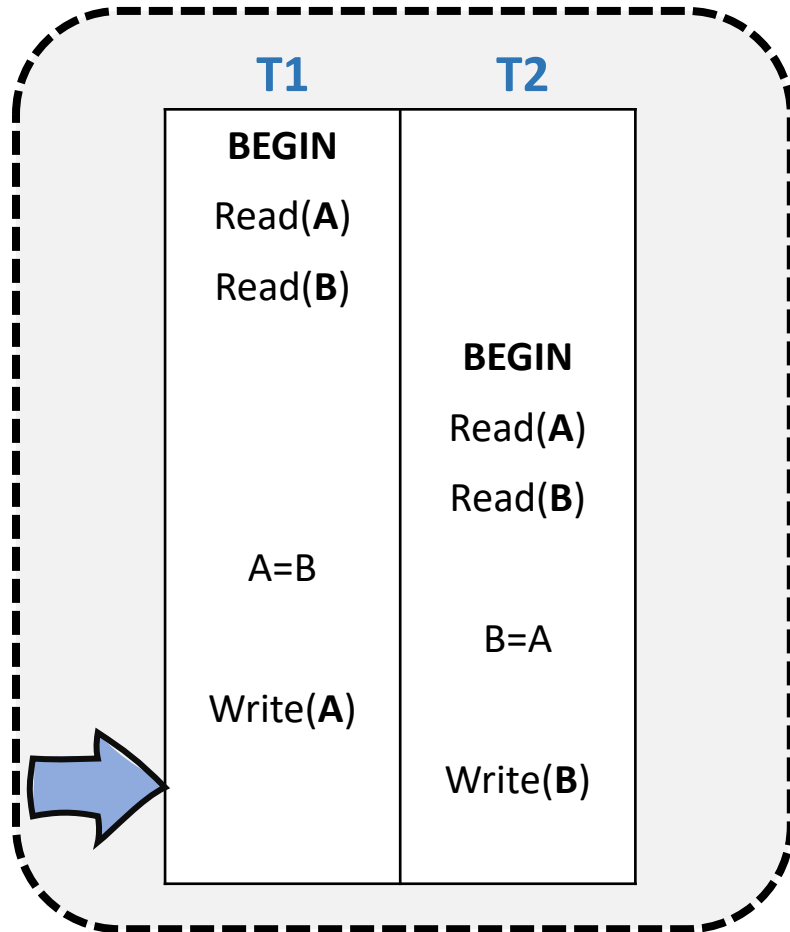 T1 T2
BEGIN
Read(A)
Read(B)
BEGIN
Read(A)
Read(B)
A=B
B=A
Write(A)
Write(B)